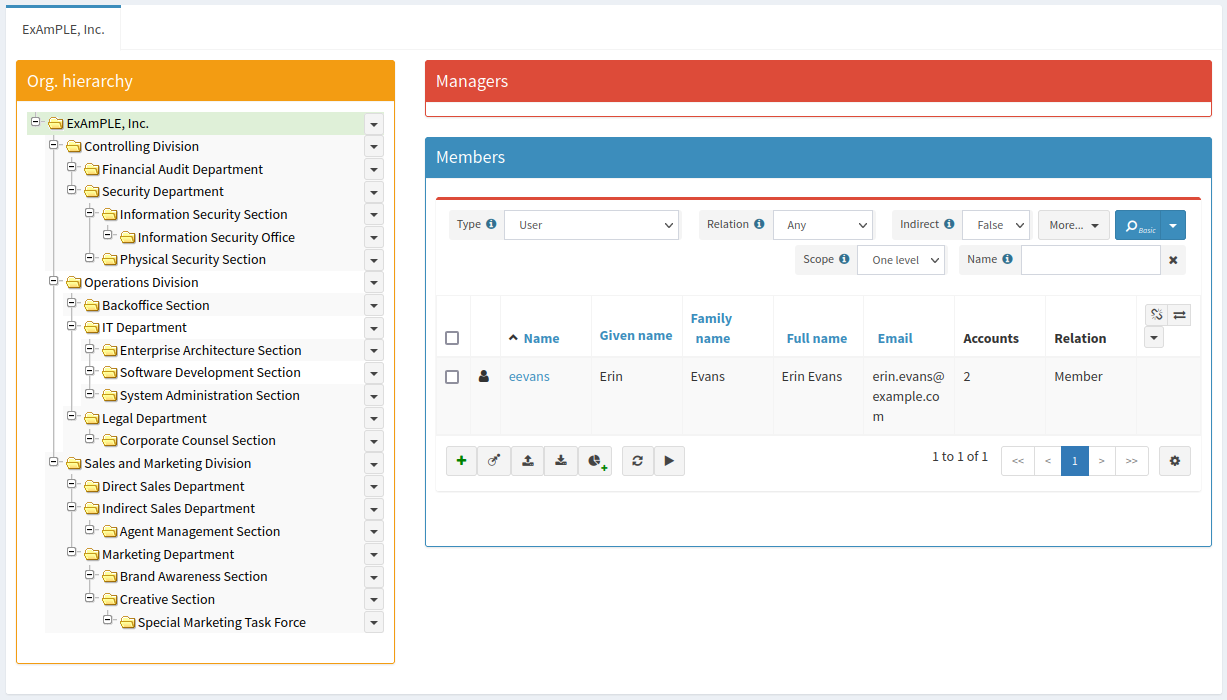 ExAmPLE, Inc.
Org. hierarchy
ExAmPLE, Inc.
Controlling Division
Financial Audit Department
Security Department
Information Security Section
Information Security Office
Physical Security Section
Operations Division
Backoffice Section
IT Department
Enterprise Architecture Section
Software Development Section
System Administration Section
Legal Department
Corporate Counsel Section
Sales and Marketing Division
Direct Sales Department
Indirect Sales Department
Agent Management Section
Marketing Department
Brand Awareness Section
Creative Section
Special Marketing Task Force
Managers
Members
Type User Relation Any Indirect False More... Basic
Scope One level Name
Name Given name Family name Full name Email Accounts Relation
eevans Erin Evans Erin Evans erin.evans@example.com 2 Member
1 to 1 of 1 << < 1 > >>